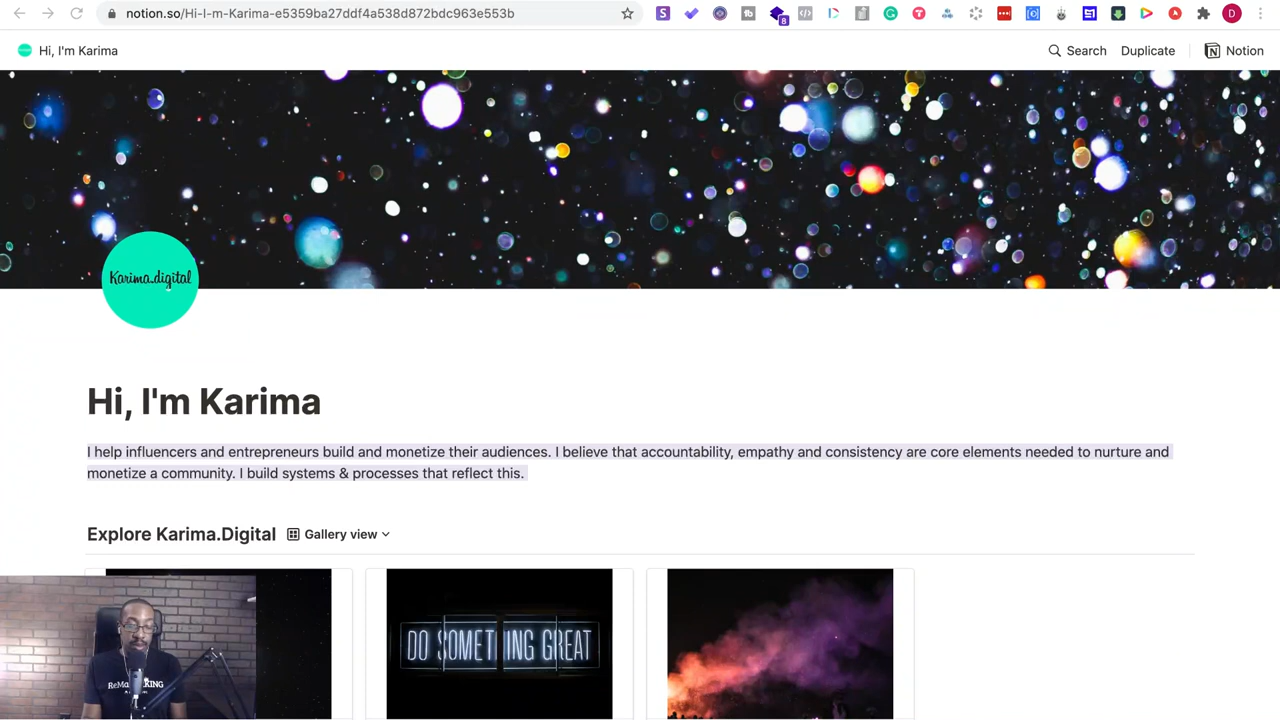 notion.so/Hi-I-m-Karima-e5359ba27ddf4a538d872bdc963e553b
8
D
Hi, I'm Karima
Search
Duplicate
Notion
Karima.digital
Hi, I'm Karima
I help influencers and entrepreneurs build and monetize their audiences. I believe that accountability, empathy and consistency are core elements needed to nurture and
monetize a community. I build systems & processes that reflect this.
Explore Karima.Digital
Gallery view
DO SOMETHING GREAT